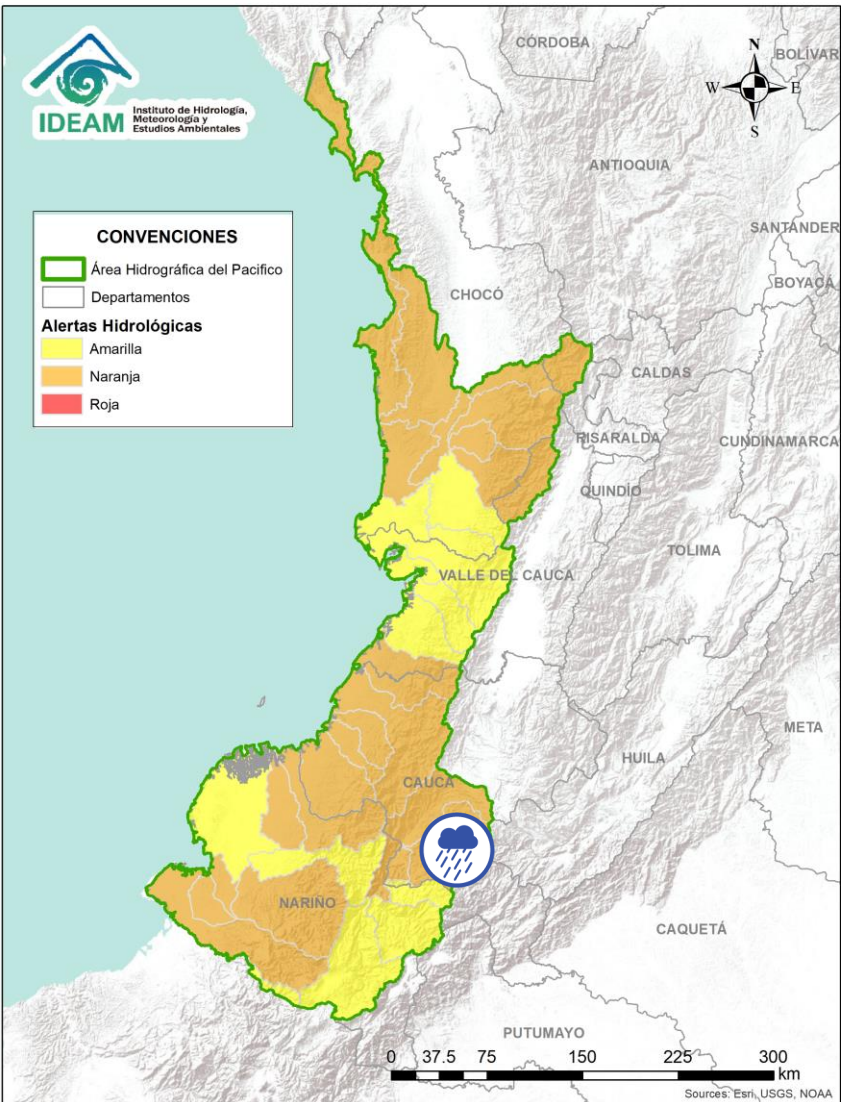 IDEAM
Instituto de Hidrología,
Meteorología y
Estudios Ambientales
N
W
E
S
CÓRDOBA
BOLÍVAR
ANTIOQUIA
SANTANDER
BOYACÁ
CONVENCIONES
Área Hidrográfica del Pacifico
Departamentos
Alertas Hidrológicas
Amarilla
Naranja
Roja
CHOCÓ
CALDAS
RISARALDA
CUNDINAMARCA
QUINDÍO
TOLIMA
VALLE DEL CAUCA
META
HUILA
CAUCA
NARIÑO
CAQUETÁ
PUTUMAYO
0 37.5 75 150 225 300
km
Sources: Esri, USGS, NOAA